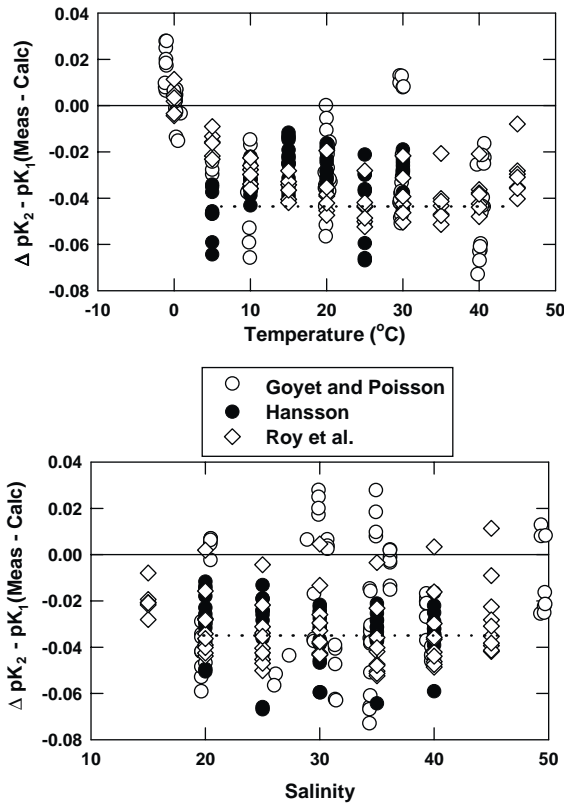 0.04
0.02
0.00
-0.02
-0.04
-0.06
-0.08
Δ pK₂ - pK₁(Meas - Calc)
-10 0 10 20 30 40 50
Temperature (°C)
Goyet and Poisson
Hansson
Roy et al.
0.04
0.02
0.00
-0.02
-0.04
-0.06
-0.08
Δ pK₂ - pK₁(Meas - Calc)
10 20 30 40 50
Salinity